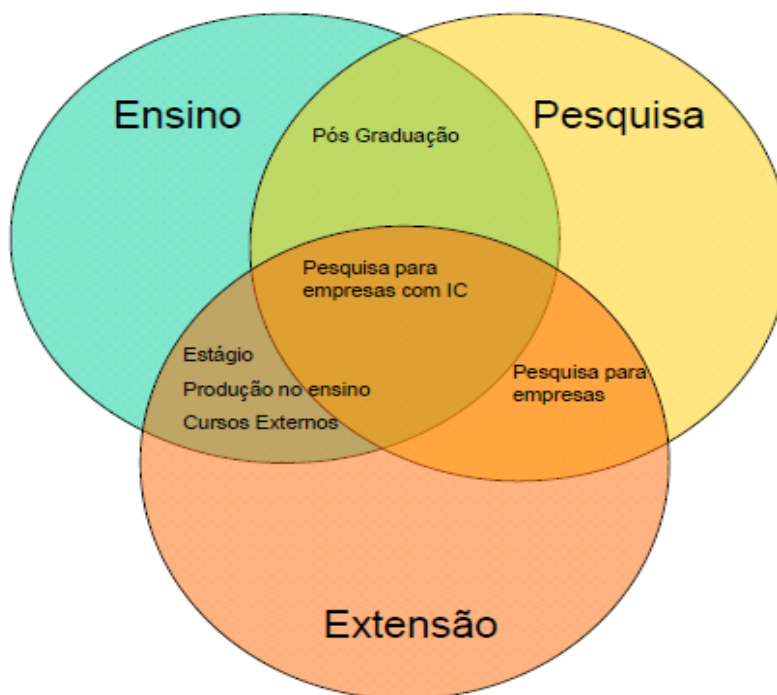 Ensino
Pesquisa
Pós Graduação
Pesquisa para
empresas com IC
Estágio
Produção no ensino
Cursos Externos
Pesquisa para
empresas
Extensão